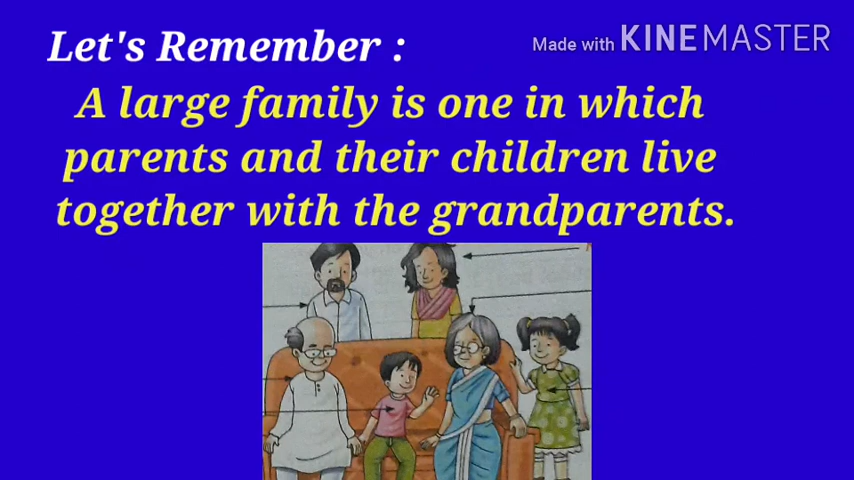 Let's Remember :
Made with KINEMASTER
A large family is one in which
parents and their children live
together with the grandparents.